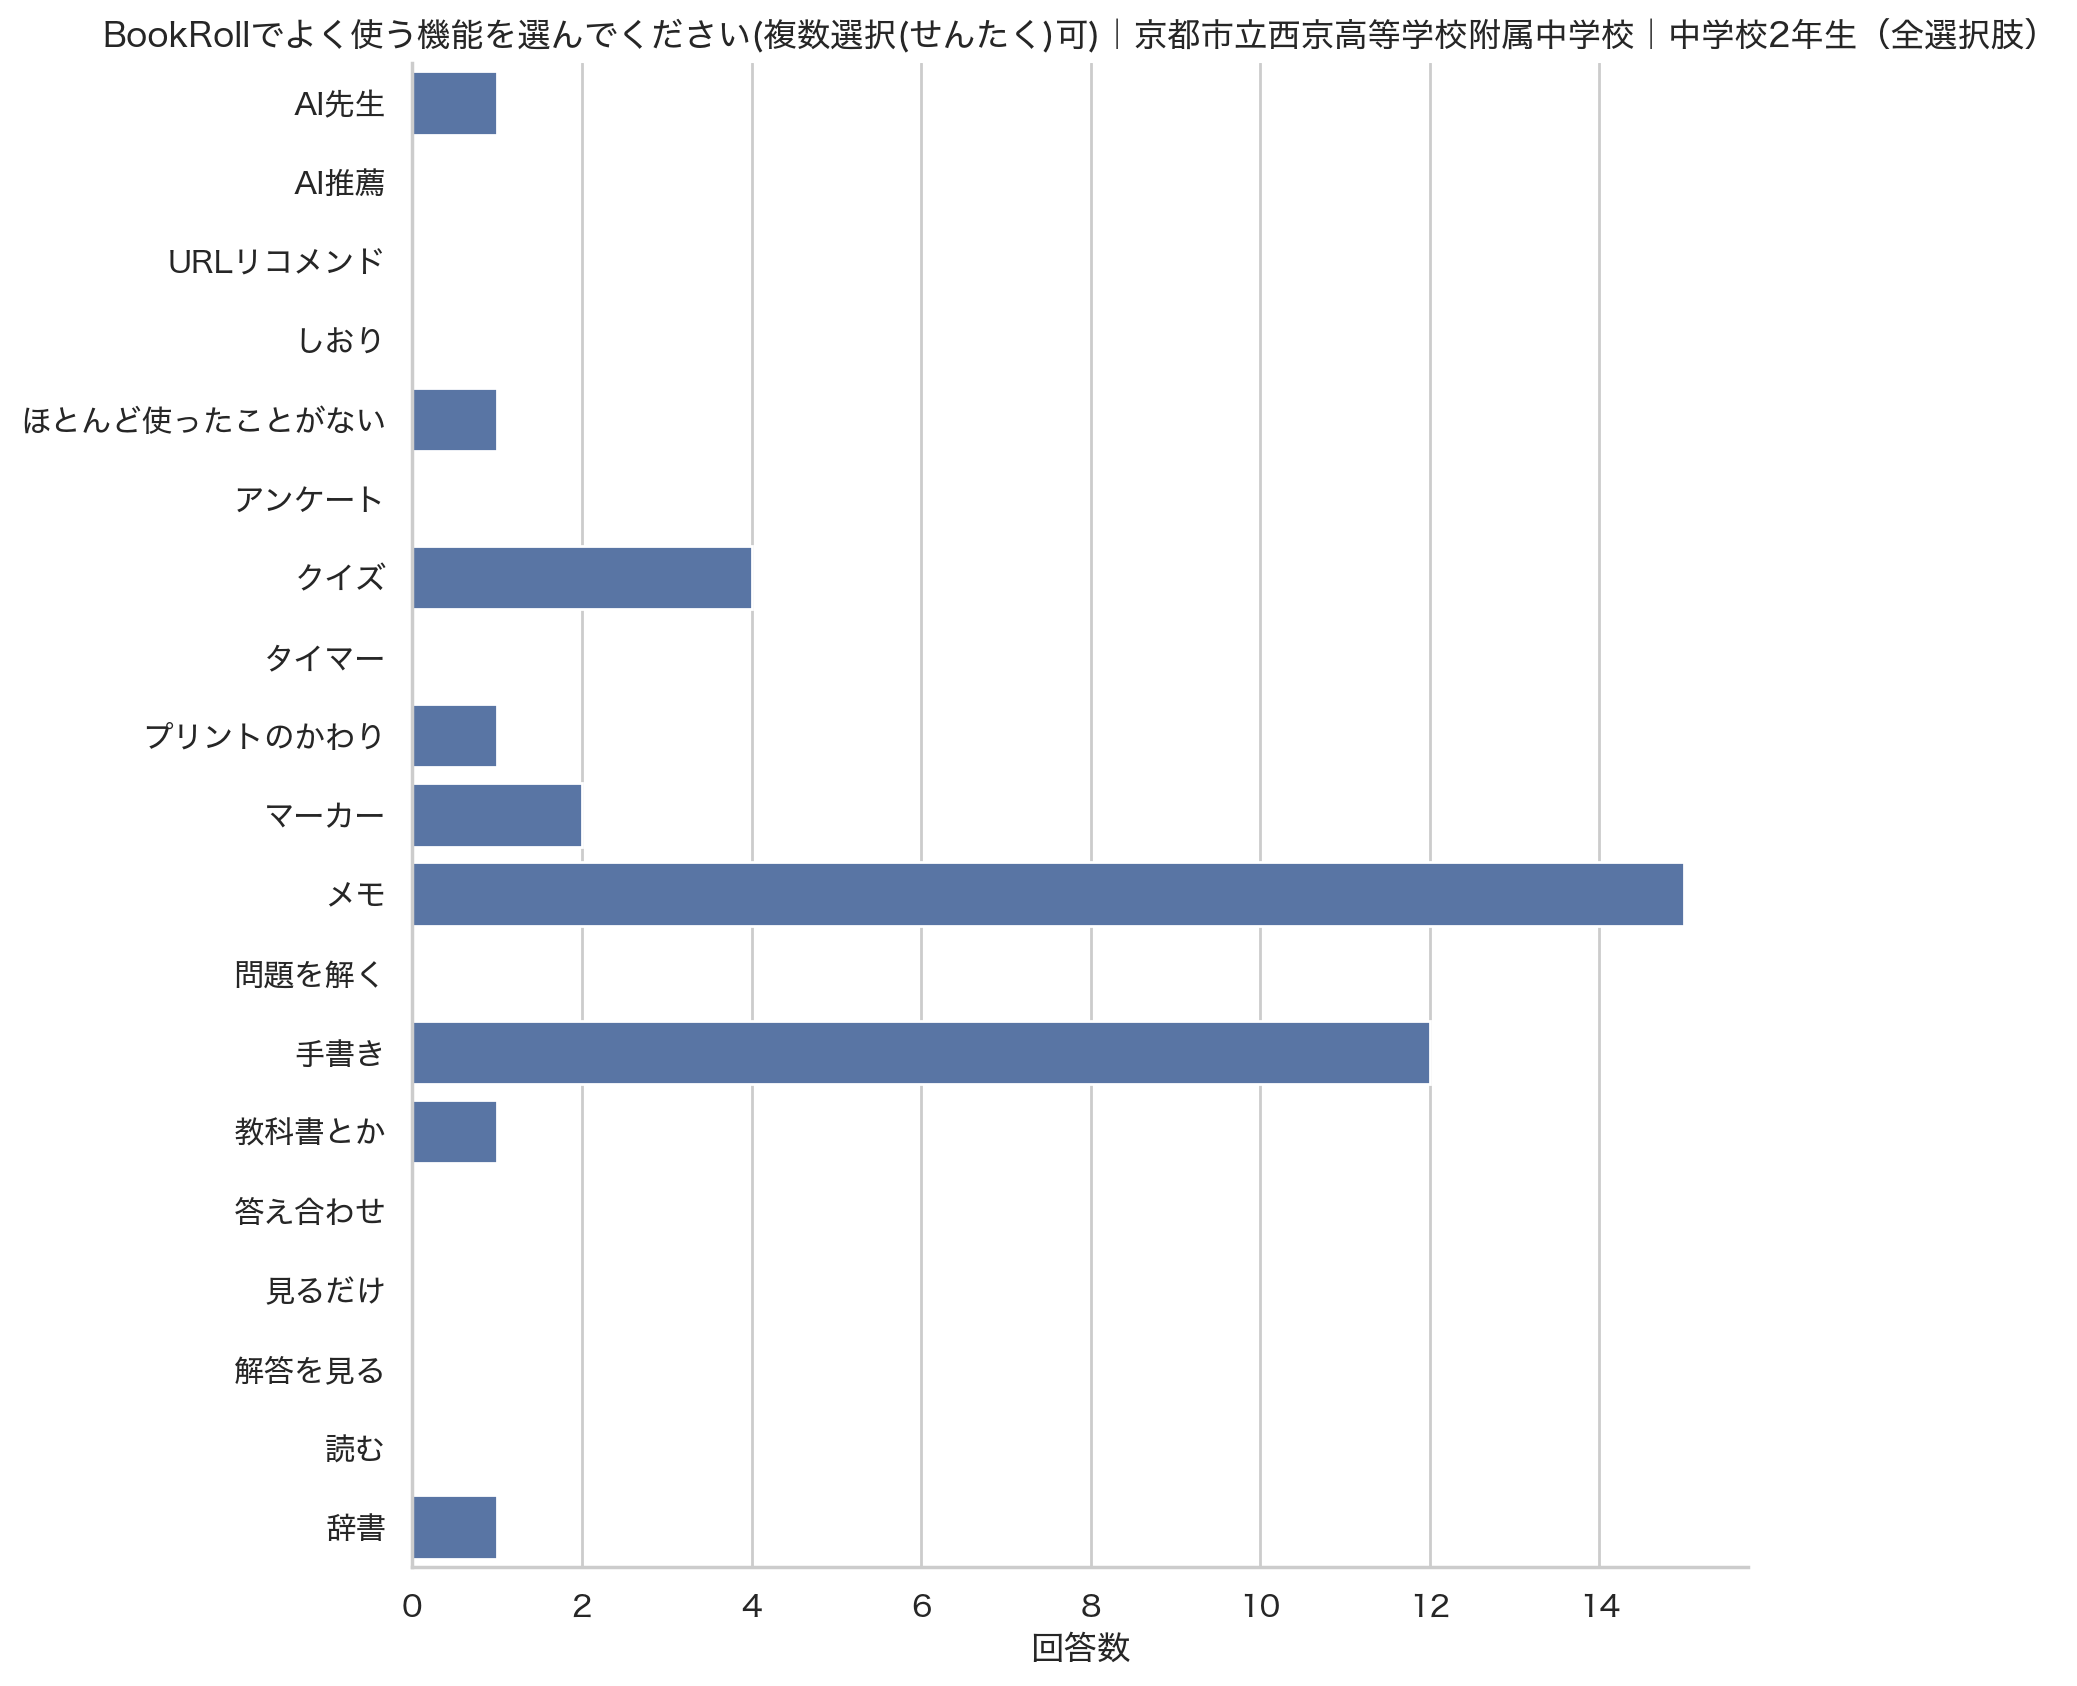 BookRollでよく使う機能を選んでください(複数選択(せんたく)可)｜京都市立西京高等学校附属中学校｜中学校2年生（全選択肢）
AI先生
AI推薦
URLリコメンド
しおり
ほとんど使ったことがない
アンケート
クイズ
タイマー
プリントのかわり
マーカー
メモ
問題を解く
手書き
教科書とか
答え合わせ
見るだけ
解答を見る
読む
辞書
0 2 4 6 8 10 12 14
回答数